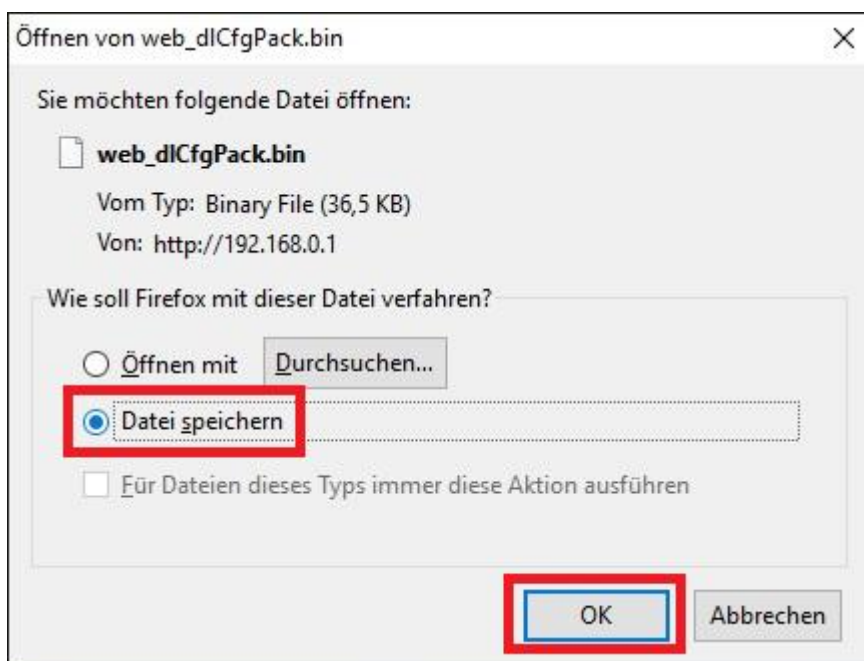 Öffnen von web_dlCfgPack.bin
Sie möchten folgende Datei öffnen:
web_dlCfgPack.bin
Vom Typ: Binary File (36,5 KB)
Von: http://192.168.0.1
Wie soll Firefox mit dieser Datei verfahren?
Öffnen mit Durchsuchen...
Datei speichern
Für Dateien dieses Typs immer diese Aktion ausführen
OK Abbrechen